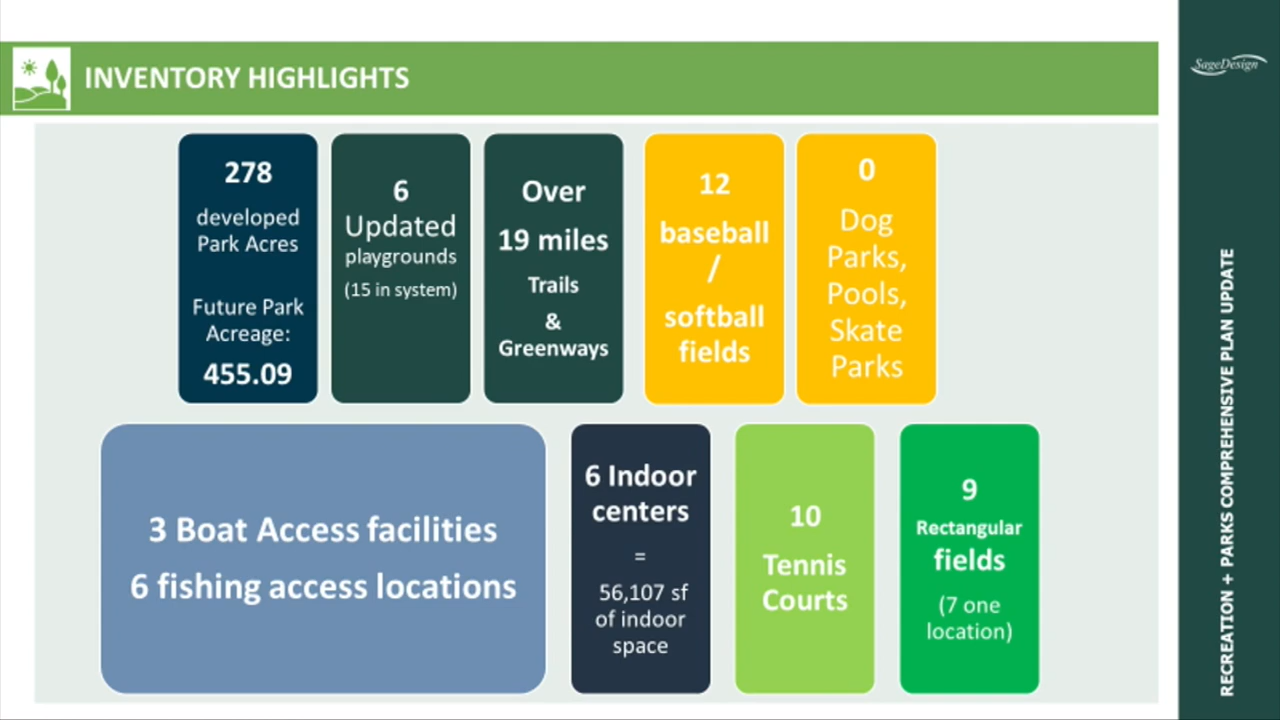 INVENTORY HIGHLIGHTS
SageDesign
278
developed
Park Acres
Future Park
Acreage:
455.09
6
Updated
playgrounds
(15 in system)
Over
19 miles
Trails
&
Greenways
12
baseball
/
softball
fields
0
Dog
Parks,
Pools,
Skate
Parks
3 Boat Access facilities
6 fishing access locations
6 Indoor
centers
=
56,107 sf
of indoor
space
10
Tennis
Courts
9
Rectangular
fields
(7 one
location)
RECREATION + PARKS COMPREHENSIVE PLAN UPDATE